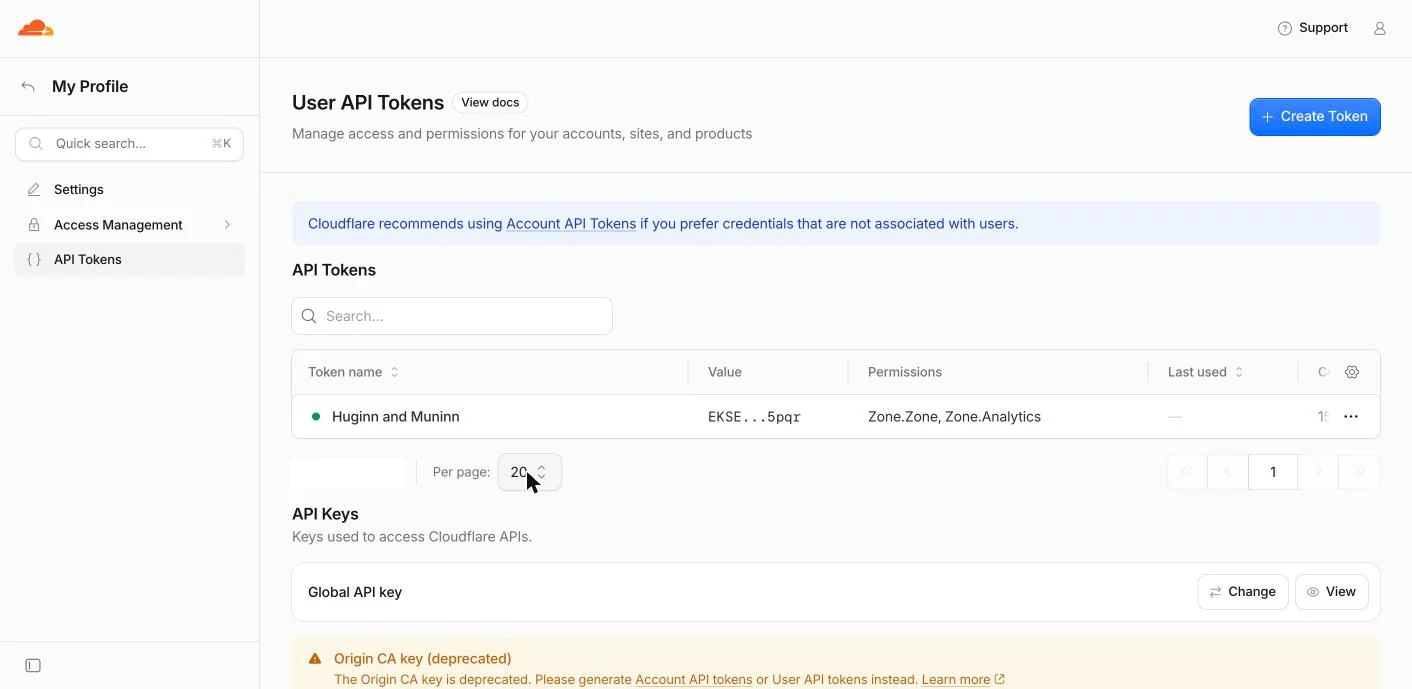 Support
My Profile
Quick search... ⌘K
Settings
Access Management
API Tokens
User API Tokens View docs
Manage access and permissions for your accounts, sites, and products
+ Create Token
Cloudflare recommends using Account API Tokens if you prefer credentials that are not associated with users.
API Tokens
Search...
Token name Value Permissions Last used
Huginn and Muninn EKSE...5pqr Zone.Zone, Zone.Analytics — ...
Per page: 20 1
API Keys
Keys used to access Cloudflare APIs.
Global API key Change View
Origin CA key (deprecated)
The Origin CA key is deprecated. Please generate Account API tokens or User API tokens instead. Learn more